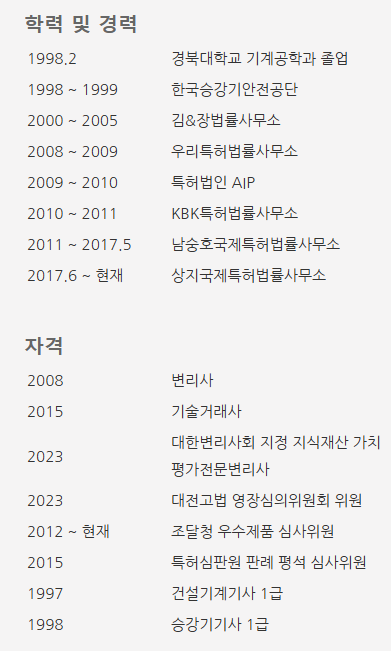 학력 및 경력
1998.2 경북대학교 기계공학과 졸업
1998 ~ 1999 한국승강기안전공단
2000 ~ 2005 김&장법률사무소
2008 ~ 2009 우리특허법률사무소
2009 ~ 2010 특허법인 AIP
2010 ~ 2011 KBK특허법률사무소
2011 ~ 2017.5 남승호국제특허법률사무소
2017.6 ~ 현재 상지국제특허법률사무소
자격
2008 변리사
2015 기술거래사
2023 대한변리사회 지정 지식재산 가치
평가전문변리사
2023 대전고법 영장심의위원회 위원
2012 ~ 현재 조달청 우수제품 심사위원
2015 특허심판원 판례 평석 심사위원
1997 건설기계기사 1급
1998 승강기기사 1급